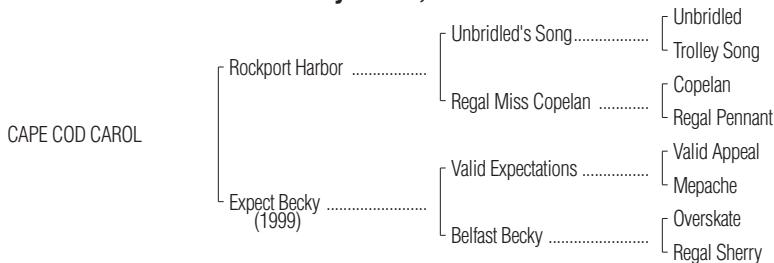 Unbridled
Unbridled's Song..................
Trolley Song
Rockport Harbor ..................
Copelan
Regal Miss Copelan ............
Regal Pennant
CAPE COD CAROL
Valid Appeal
Valid Expectations ................
Mepache
Expect Becky ........................
(1999)
Overskate
Belfast Becky ........................
Regal Sherry